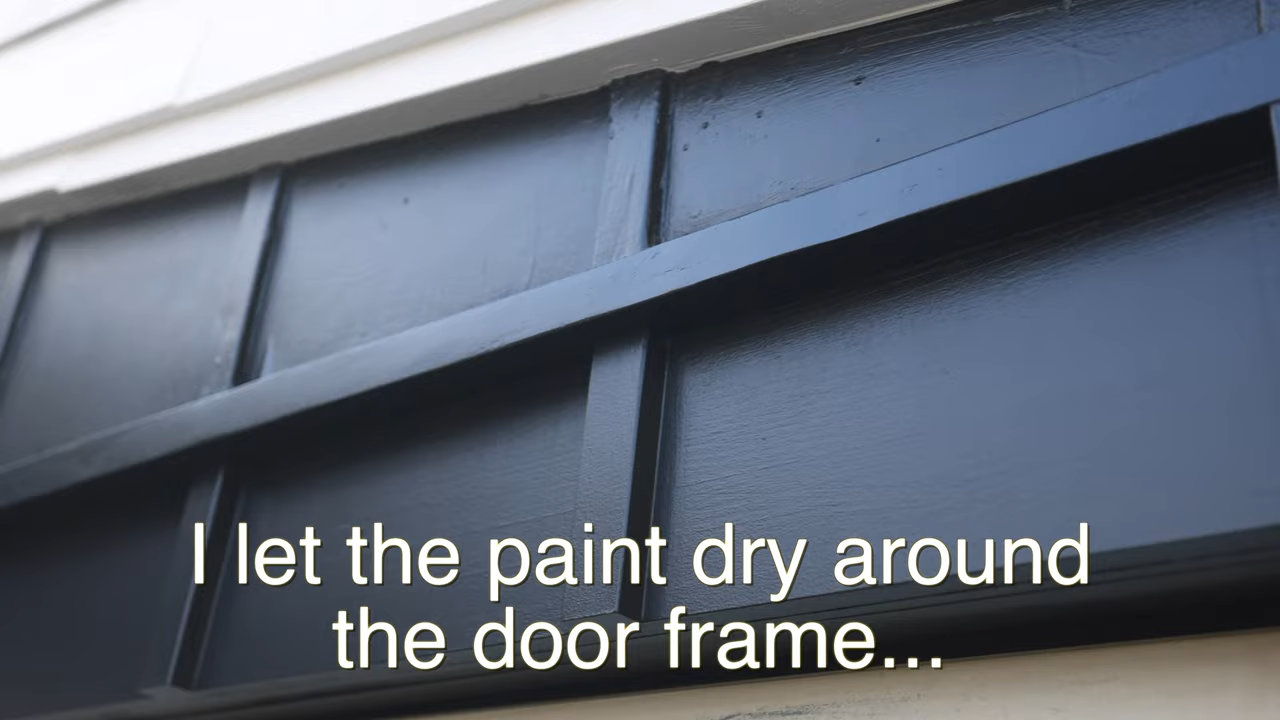 I let the paint dry around
the door frame...